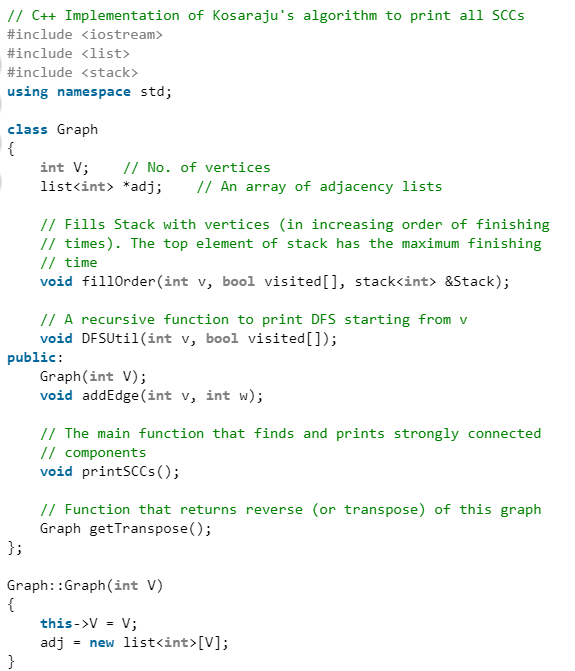 // C++ Implementation of Kosaraju's algorithm to print all SCCs
#include <iostream>
#include <list>
#include <stack>
using namespace std;

class Graph
{
    int V;    // No. of vertices
    list<int> *adj;    // An array of adjacency lists

    // Fills Stack with vertices (in increasing order of finishing
    // times). The top element of stack has the maximum finishing
    // time
    void fillOrder(int v, bool visited[], stack<int> &Stack);

    // A recursive function to print DFS starting from v
    void DFSUtil(int v, bool visited[]);
public:
    Graph(int V);
    void addEdge(int v, int w);

    // The main function that finds and prints strongly connected
    // components
    void printSCCs();

    // Function that returns reverse (or transpose) of this graph
    Graph getTranspose();
};

Graph::Graph(int V)
{
    this->V = V;
    adj = new list<int>[V];
}